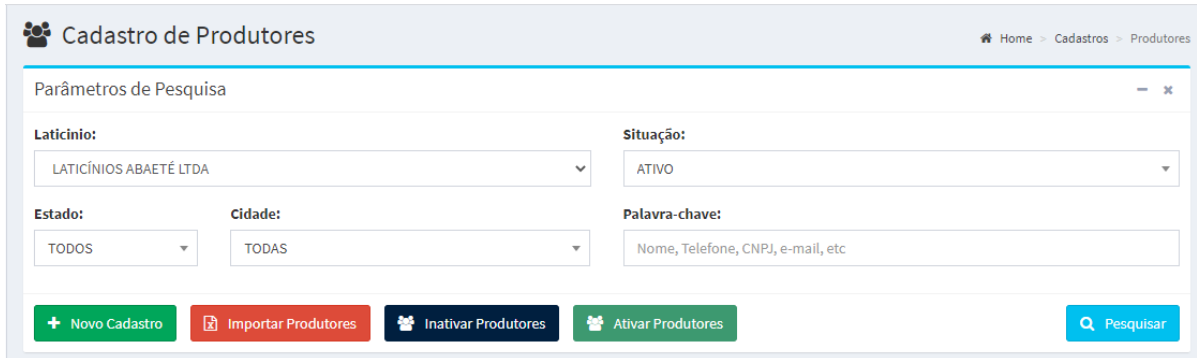 Cadastro de Produtores
Home > Cadastros > Produtores
Parâmetros de Pesquisa
Laticinio:
Situação:
LATICÍNIOS ABAETÉ LTDA
ATIVO
Estado:
Cidade:
Palavra-chave:
TODOS
TODAS
Nome, Telefone, CNPJ, e-mail, etc
Novo Cadastro
Importar Produtores
Inativar Produtores
Ativar Produtores
Pesquisar